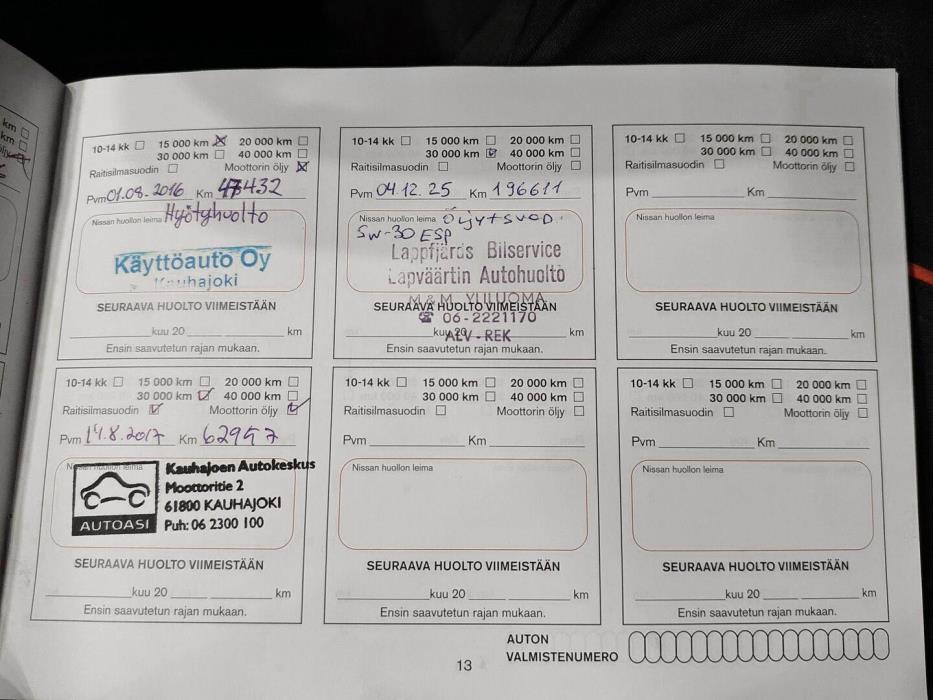 km
km
öljy
10-14 kk 15 000 km 20 000 km
30 000 km 40 000 km
Raitisilmasuodin Moottorin öljy
Pvm 01.08.2016 Km 47432
Nissan huollon leima Hyötyhuolto
Käyttöauto Oy
Kauhajoki
SEURAAVA HUOLTO VIIMEISTÄÄN
kuu 20 km
Ensin saavutetun rajan mukaan.
10-14 kk 15 000 km 20 000 km
30 000 km 40 000 km
Raitisilmasuodin Moottorin öljy
Pvm 04.12.25 Km 196611
Nissan huollon leima Öljyt+suod.
5W-30 ESP
Lappfjärds Bilservice
Lapväärtin Autohuolto
M & M YLILUOMA
SEURAAVA HUOLTO VIIMEISTÄÄN
☎ 06-2221170
kuu 20 km
ALV - REK
Ensin saavutetun rajan mukaan.
10-14 kk 15 000 km 20 000 km
30 000 km 40 000 km
Raitisilmasuodin Moottorin öljy
Pvm Km
Nissan huollon leima
SEURAAVA HUOLTO VIIMEISTÄÄN
kuu 20 km
Ensin saavutetun rajan mukaan.
10-14 kk 15 000 km 20 000 km
30 000 km 40 000 km
Raitisilmasuodin Moottorin öljy
Pvm 14.8.2017 Km 62957
Nissan huollon leima
Kauhajoen Autokeskus
Moottoritie 2
61800 KAUHAJOKI
Puh: 06 2300 100
AUTOASI
SEURAAVA HUOLTO VIIMEISTÄÄN
kuu 20 km
Ensin saavutetun rajan mukaan.
10-14 kk 15 000 km 20 000 km
30 000 km 40 000 km
Raitisilmasuodin Moottorin öljy
Pvm Km
Nissan huollon leima
SEURAAVA HUOLTO VIIMEISTÄÄN
kuu 20 km
Ensin saavutetun rajan mukaan.
10-14 kk 15 000 km 20 000 km
30 000 km 40 000 km
Raitisilmasuodin Moottorin öljy
Pvm Km
Nissan huollon leima
SEURAAVA HUOLTO VIIMEISTÄÄN
kuu 20 km
Ensin saavutetun rajan mukaan.
AUTON
VALMISTENUMERO
13